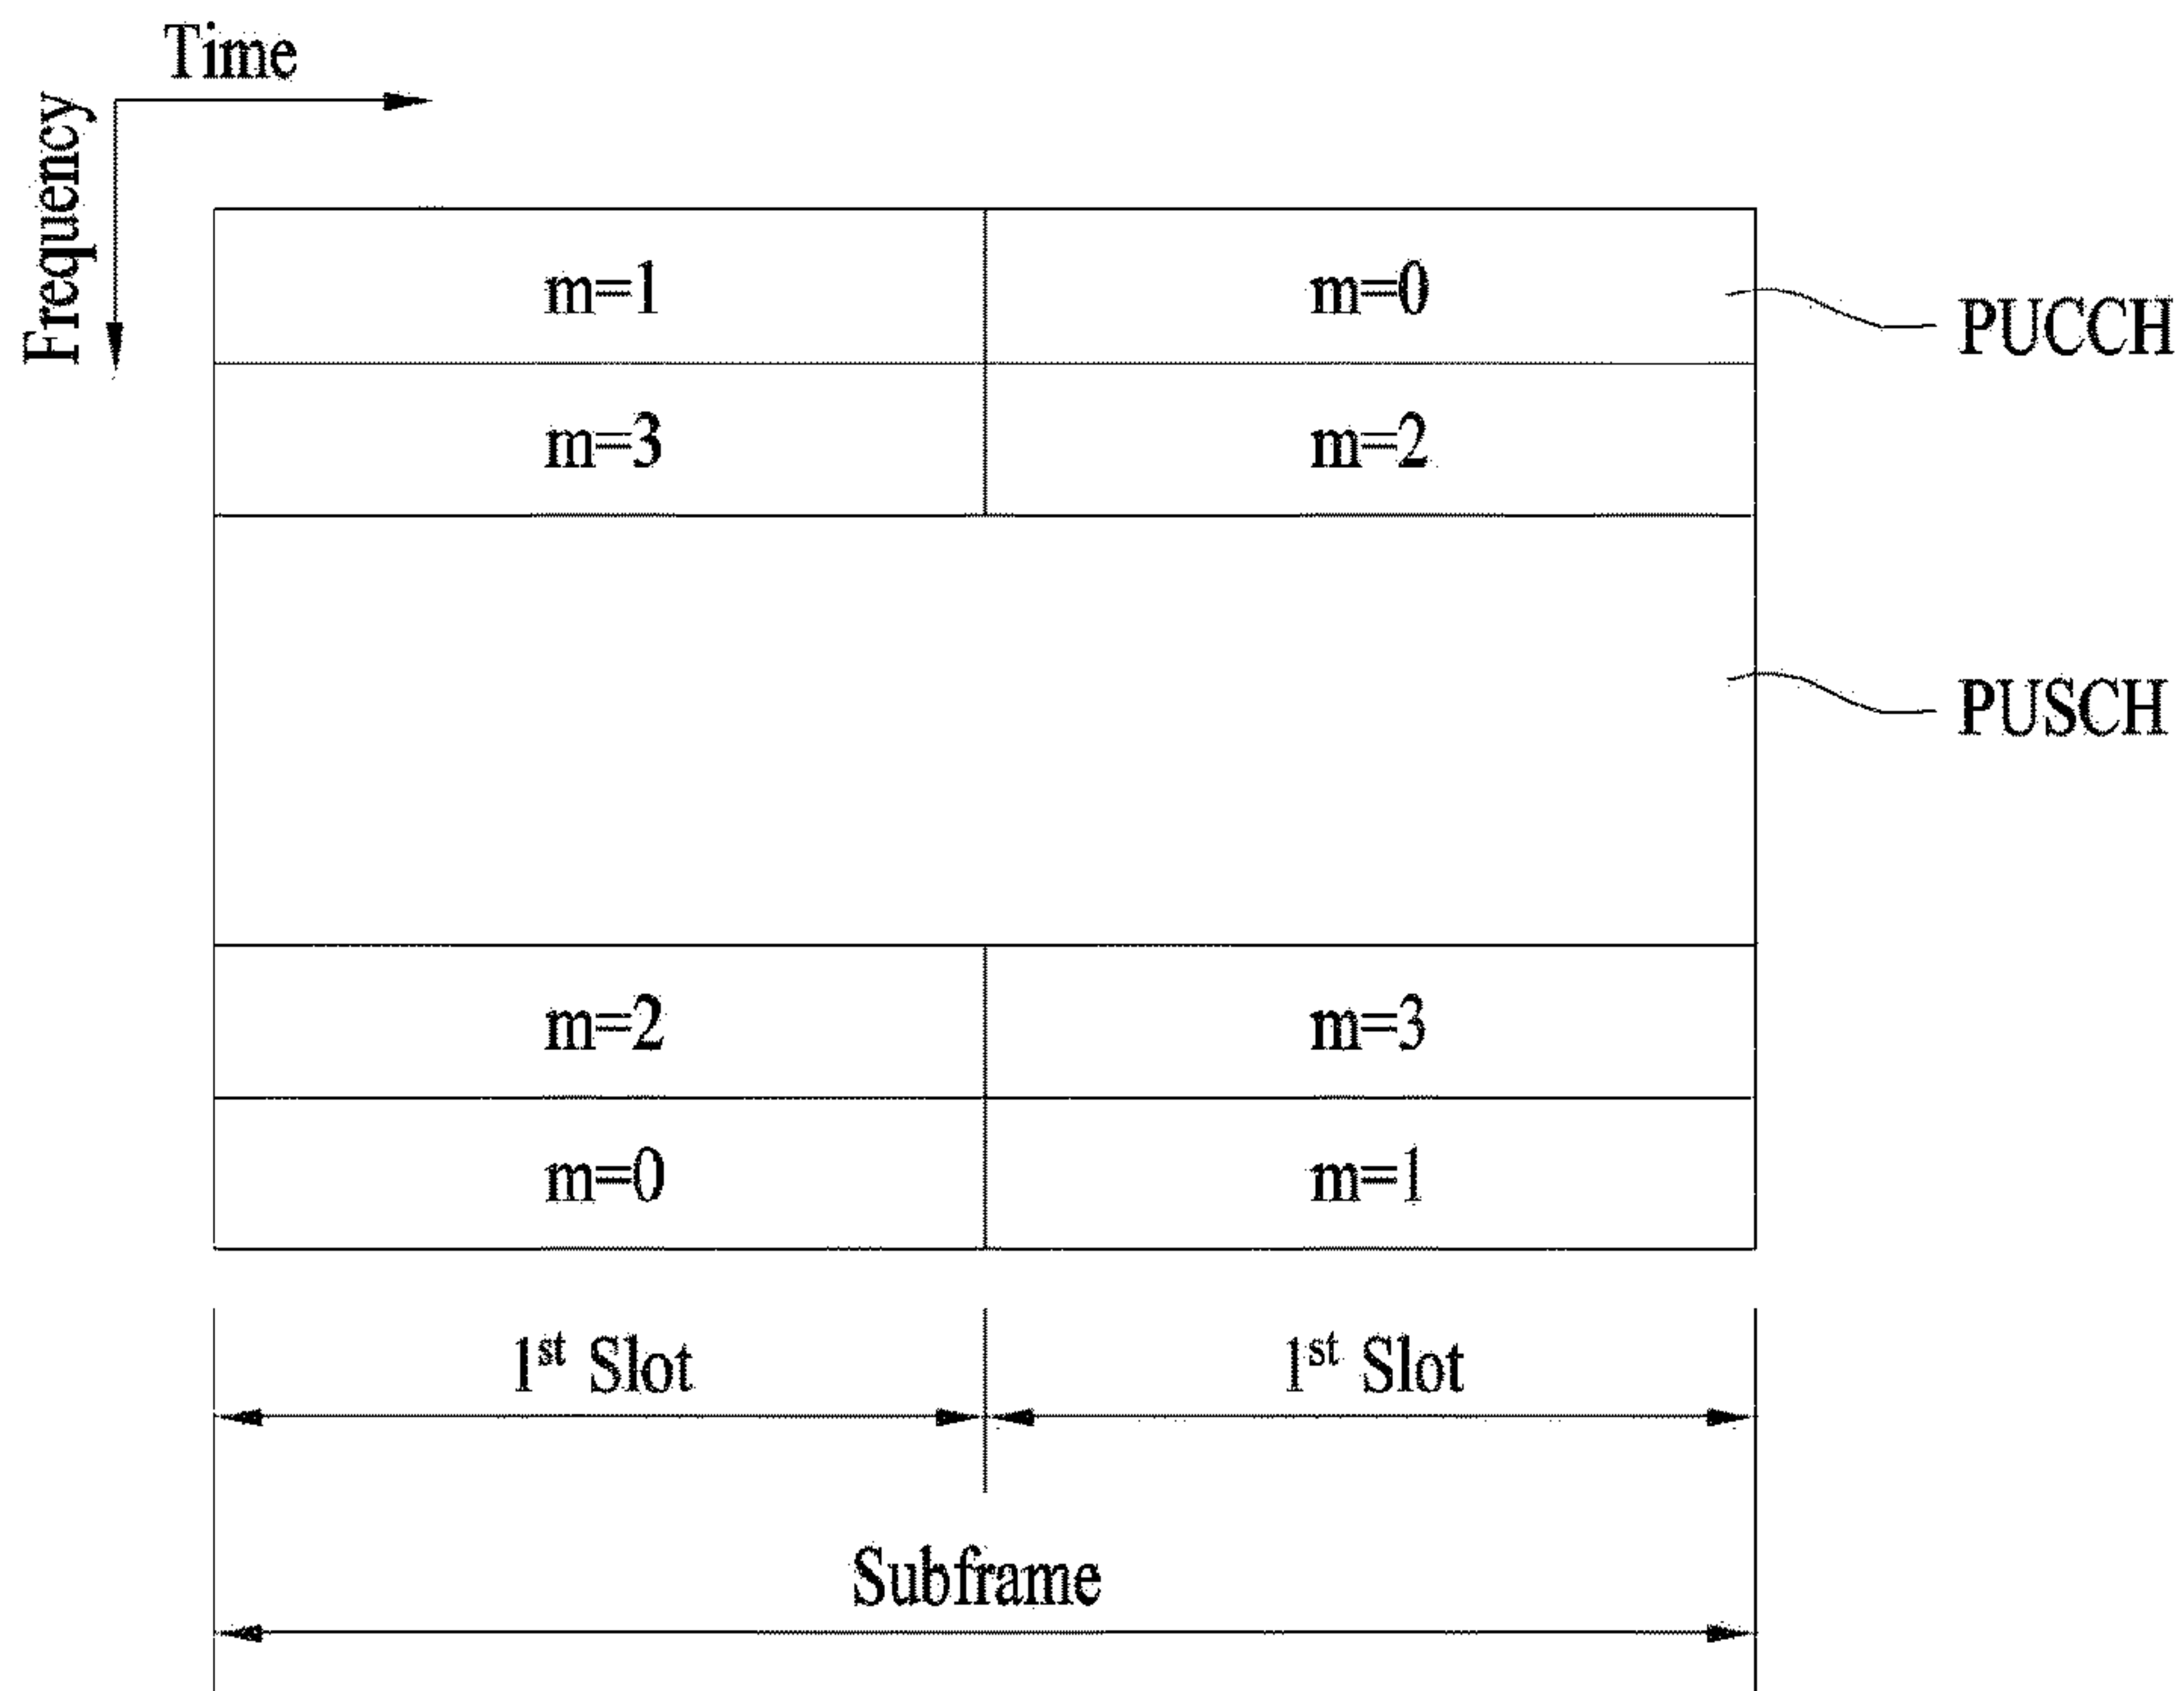 Time
Frequency
m=1 m=0
PUCCH
m=3 m=2
PUSCH
m=2 m=3
m=0 m=1
1st Slot 1st Slot
Subframe